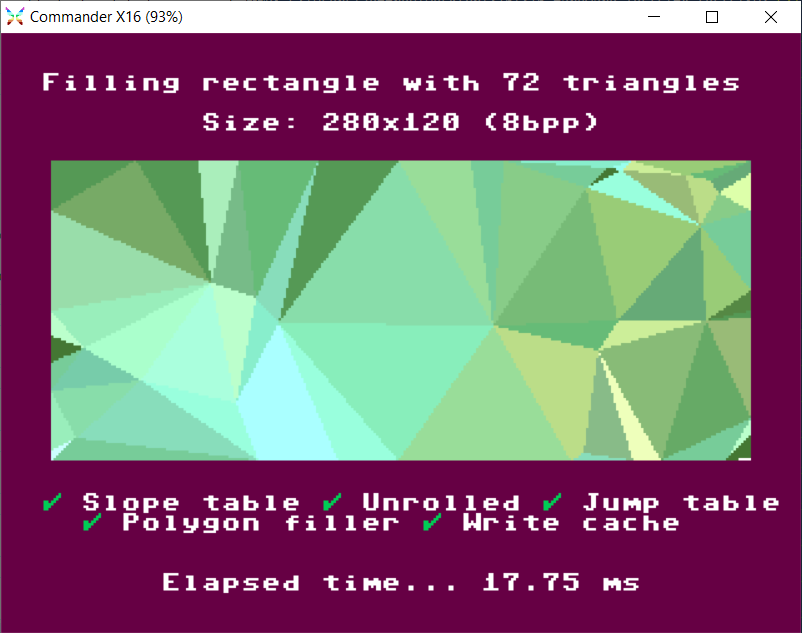 Commander X16 (93%)
Filling rectangle with 72 triangles
Size: 280x120 (8bpp)
✔ Slope table ✔ Unrolled ✔ Jump table
✔ Polygon filler ✔ Write cache
Elapsed time... 17.75 ms